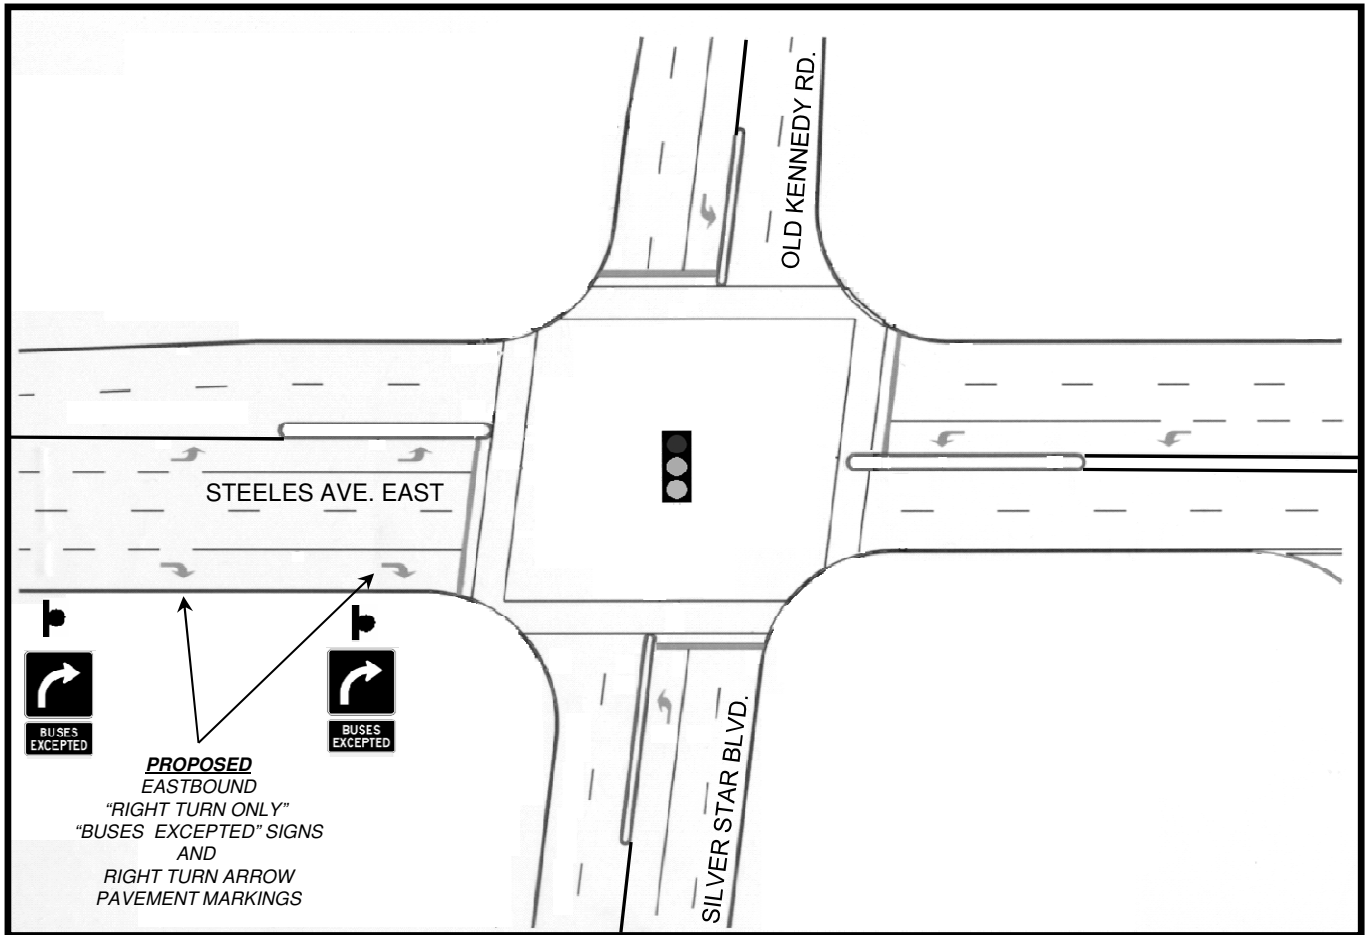 OLD KENNEDY RD.
STEELES AVE. EAST
BUSES
EXCEPTED
BUSES
EXCEPTED
PROPOSED
EASTBOUND
“RIGHT TURN ONLY”
“BUSES EXCEPTED” SIGNS
AND
RIGHT TURN ARROW
PAVEMENT MARKINGS
SILVER STAR BLVD.